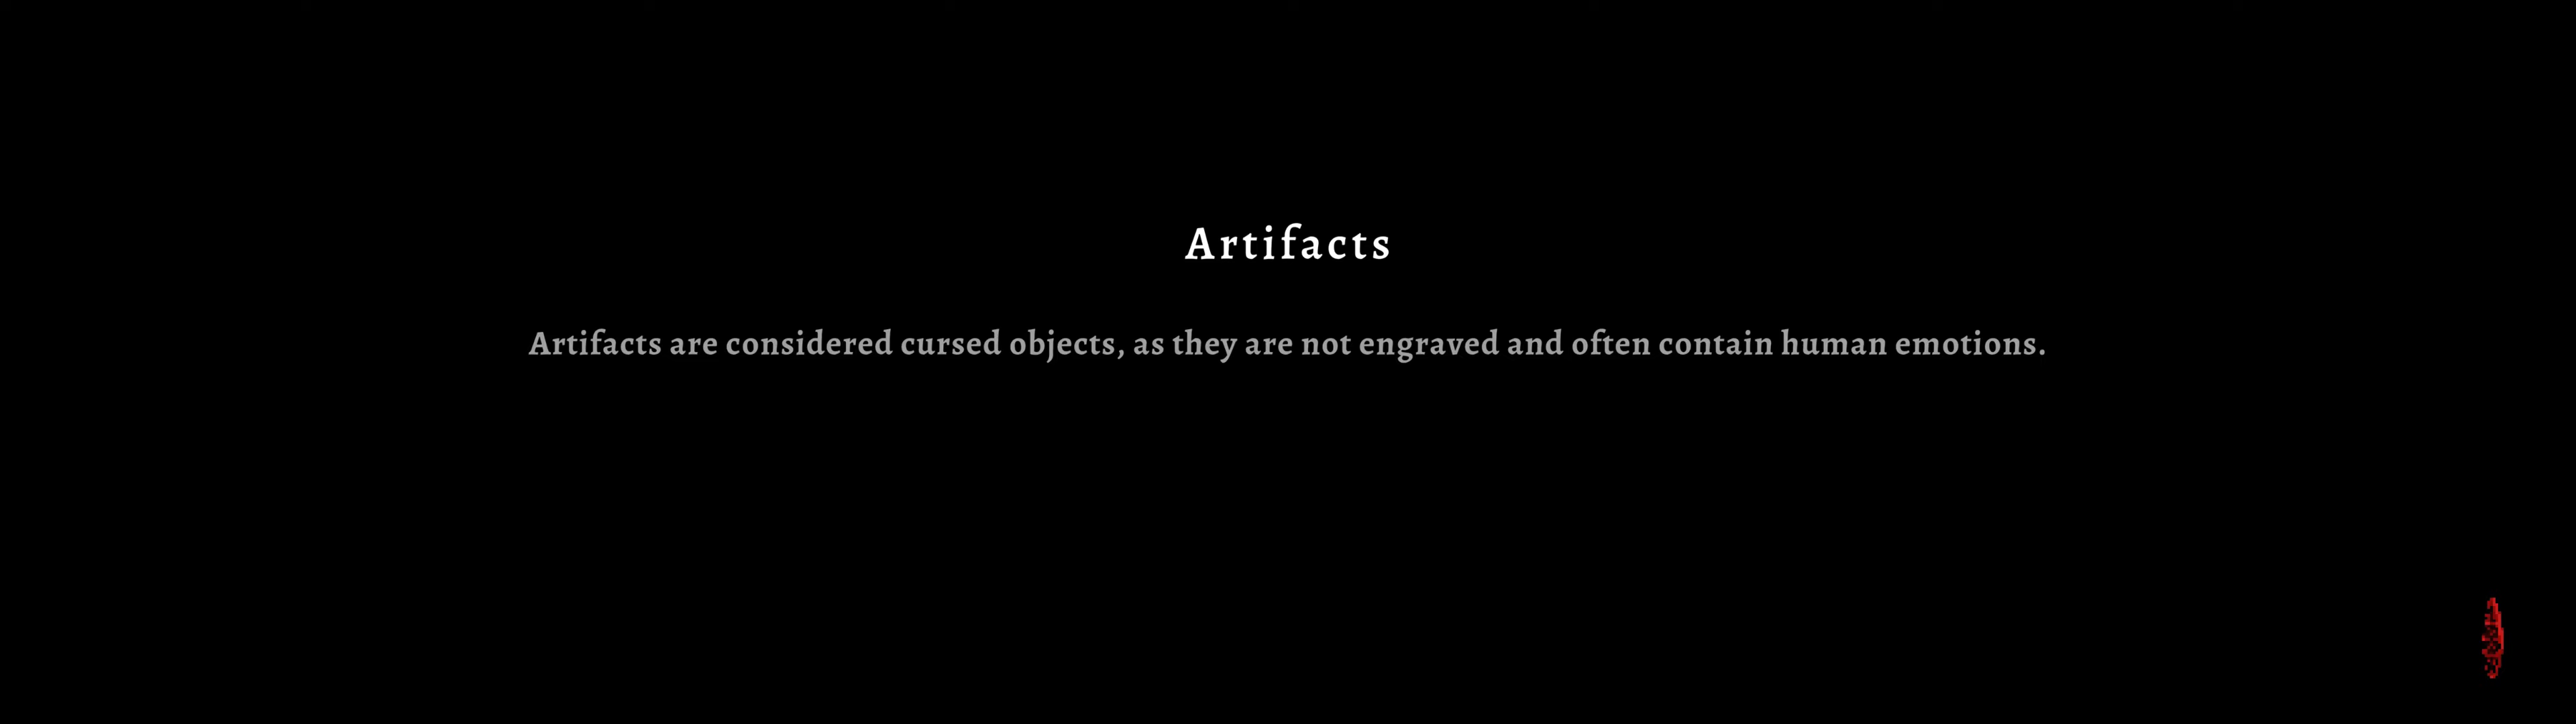 Artifacts
Artifacts are considered cursed objects, as they are not engraved and often contain human emotions.